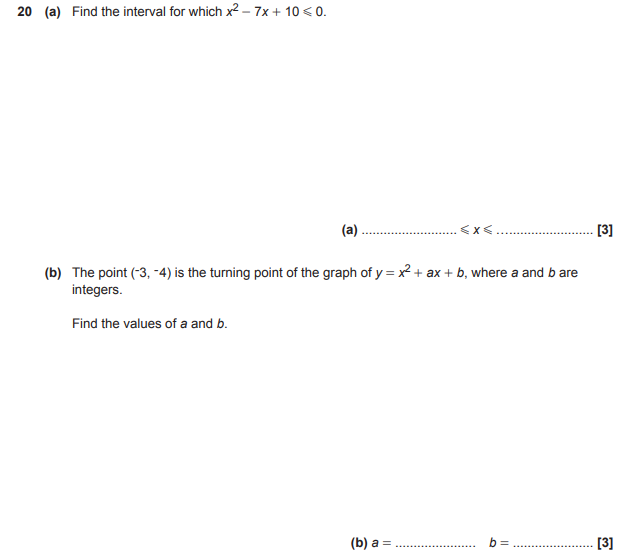 20 (a) Find the interval for which x² – 7x + 10 ⩽ 0.
(a) .......................... ⩽ x ⩽ .......................... [3]
(b) The point (⁻3, ⁻4) is the turning point of the graph of y = x² + ax + b, where a and b are
integers.
Find the values of a and b.
(b) a = ...................... b = ...................... [3]